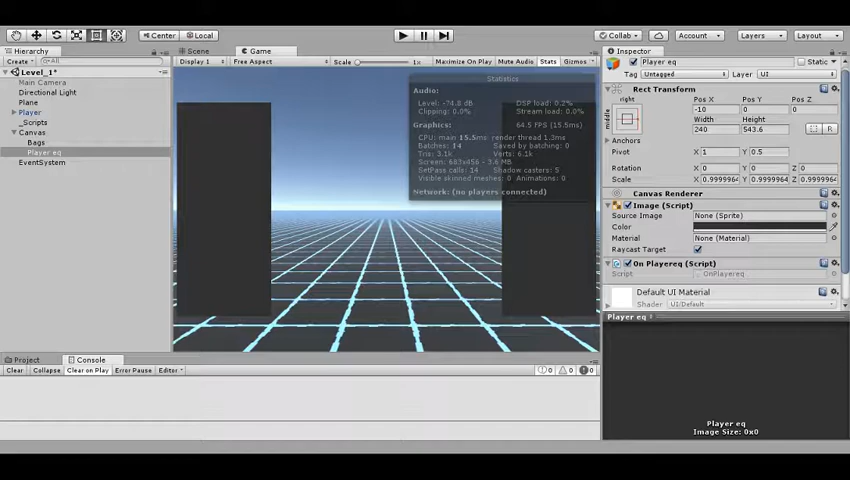 Center Local Collab Account Layers Layout
Hierarchy Scene Game Inspector
Create All Display 1 Free Aspect Scale 1x Maximize On Play Mute Audio Stats Gizmos Player eq Static
Level_1* Tag Untagged Layer UI
Main Camera
Directional Light
Plane
Player
_Scripts
Canvas
Bags
Player eq
EventSystem
Statistics
Audio:
Level: -74.8 dB DSP load: 0.2%
Clipping: 0.0% Stream load: 0.0%
Graphics: 64.5 FPS (15.5ms)
CPU: main 15.5ms render thread 1.3ms
Batches: 14 Saved by batching: 0
Tris: 3.1k Verts: 6.1k
Screen: 683x456 - 3.6 MB
SetPass calls: 14 Shadow casters: 5
Visible skinned meshes: 0 Animations: 0
Network: (no players connected)
Rect Transform
right Pos X Pos Y Pos Z
middle -10 0 0
Width Height
240 543.6
R
Anchors
Pivot X 1 Y 0.5
Rotation X 0 Y 0 Z 0
Scale X 0.9999964 Y 0.9999964 Z 0.9999964
Canvas Renderer
Image (Script)
Source Image None (Sprite)
Color
Material None (Material)
Raycast Target
On Playereq (Script)
Script OnPlayereq
Default UI Material
Shader UI/Default
Player eq
Project Console
Clear Collapse Clear on Play Error Pause Editor 0 0 0
Player eq
Image Size: 0x0